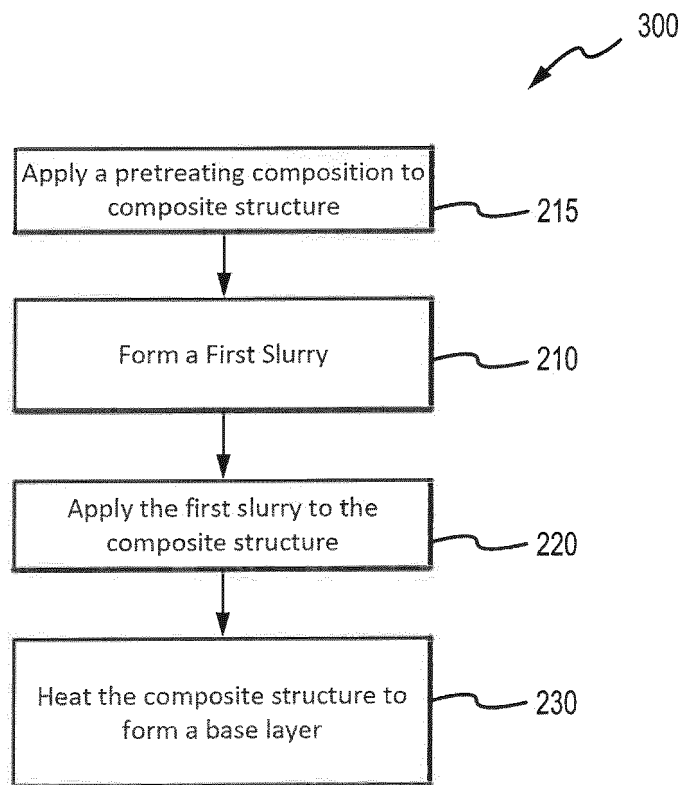 300
Apply a pretreating composition to
composite structure
215
Form a First Slurry
210
Apply the first slurry to the
composite structure
220
Heat the composite structure to
form a base layer
230